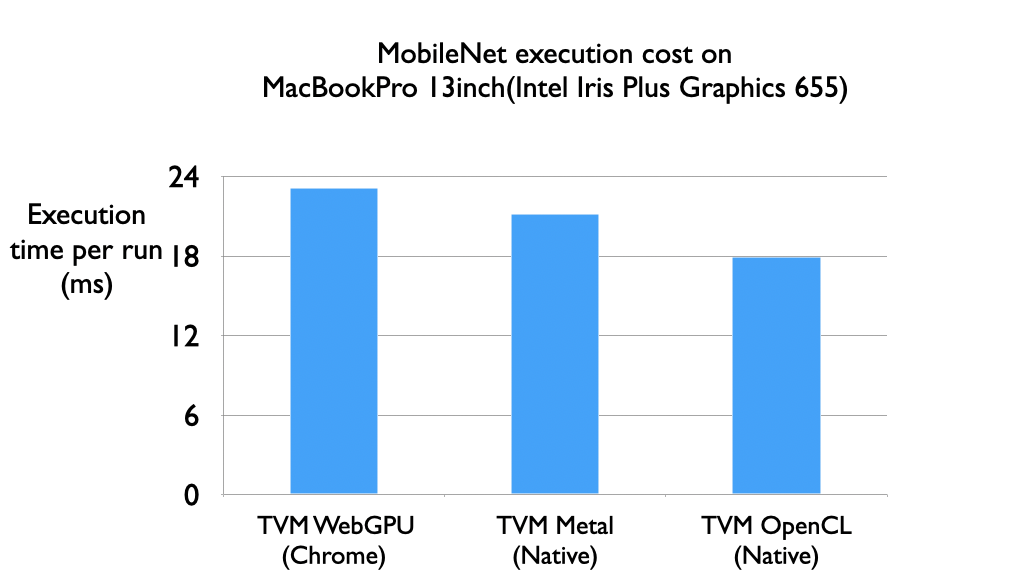 MobileNet execution cost on
MacBookPro 13inch(Intel Iris Plus Graphics 655)
Execution
time per run
(ms)
24
18
12
6
0
TVM WebGPU
(Chrome)
TVM Metal
(Native)
TVM OpenCL
(Native)